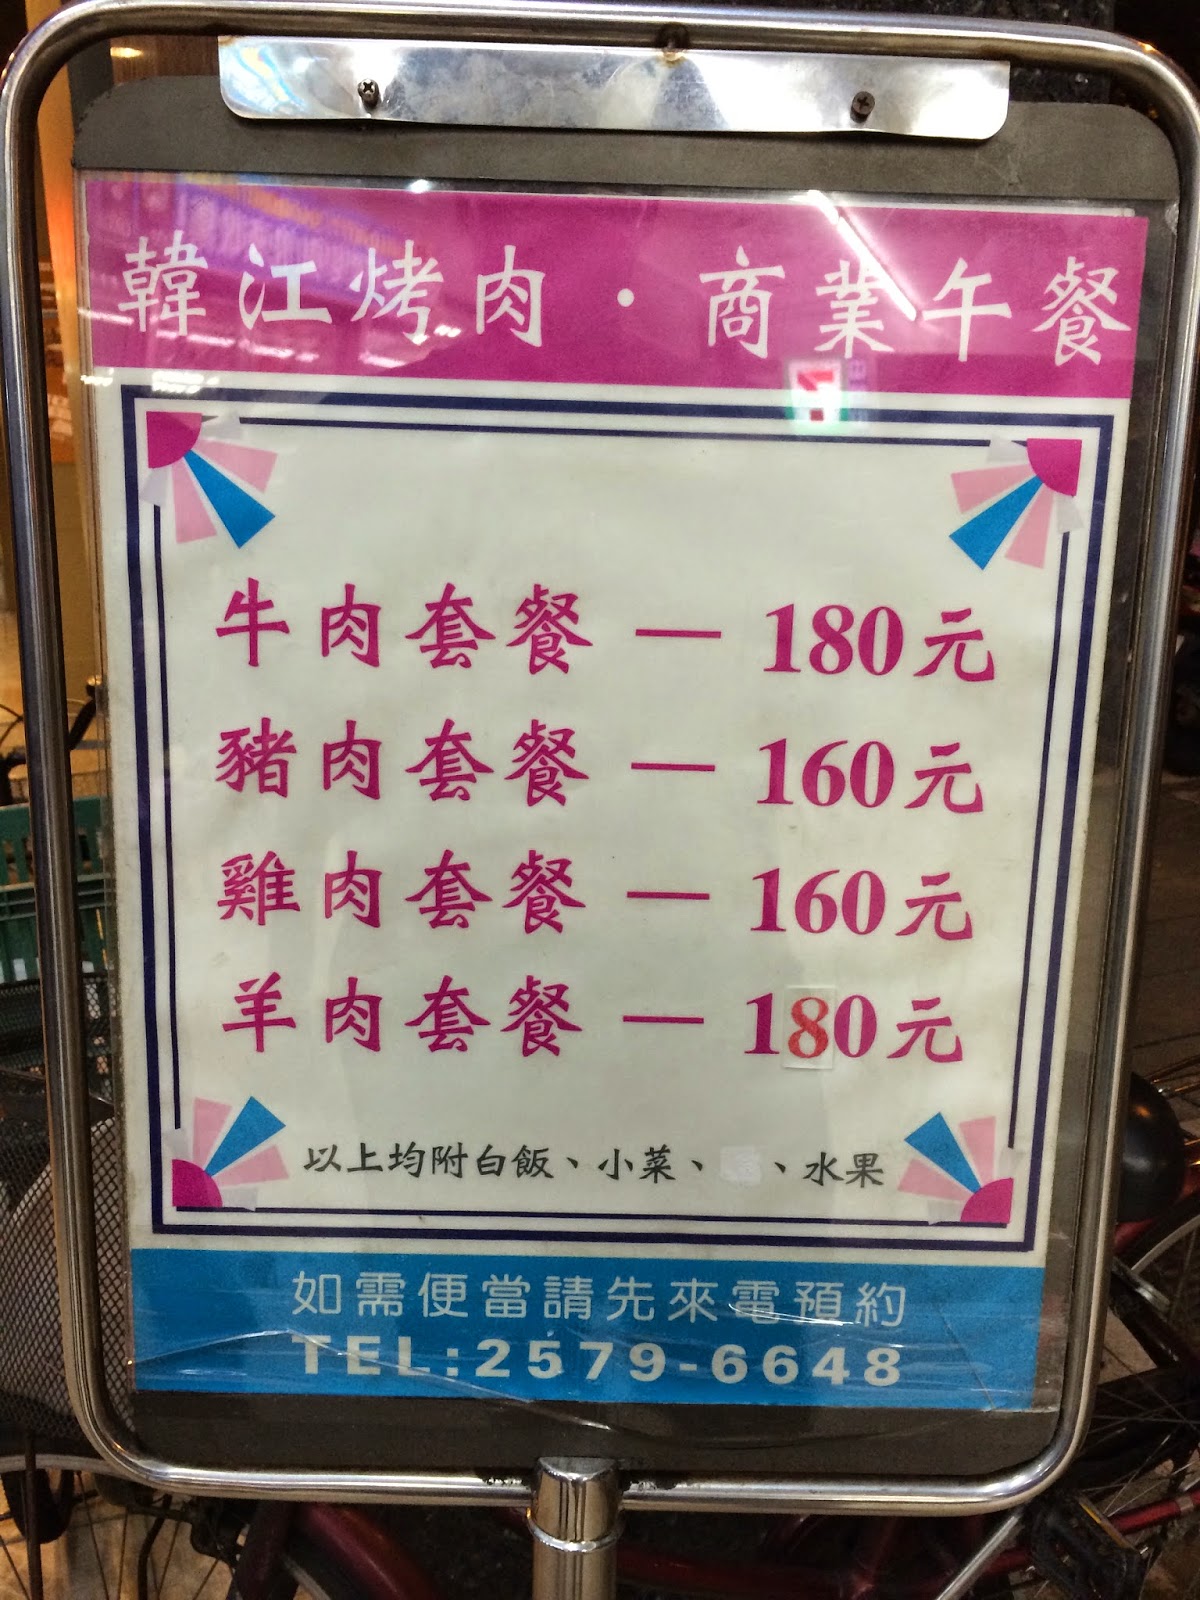 韓江烤肉·商業午餐
牛肉套餐 — 180元
豬肉套餐 — 160元
雞肉套餐 — 160元
羊肉套餐 — 180元
以上均附白飯、小菜、 、水果
如需便當請先來電預約
TEL:2579-6648